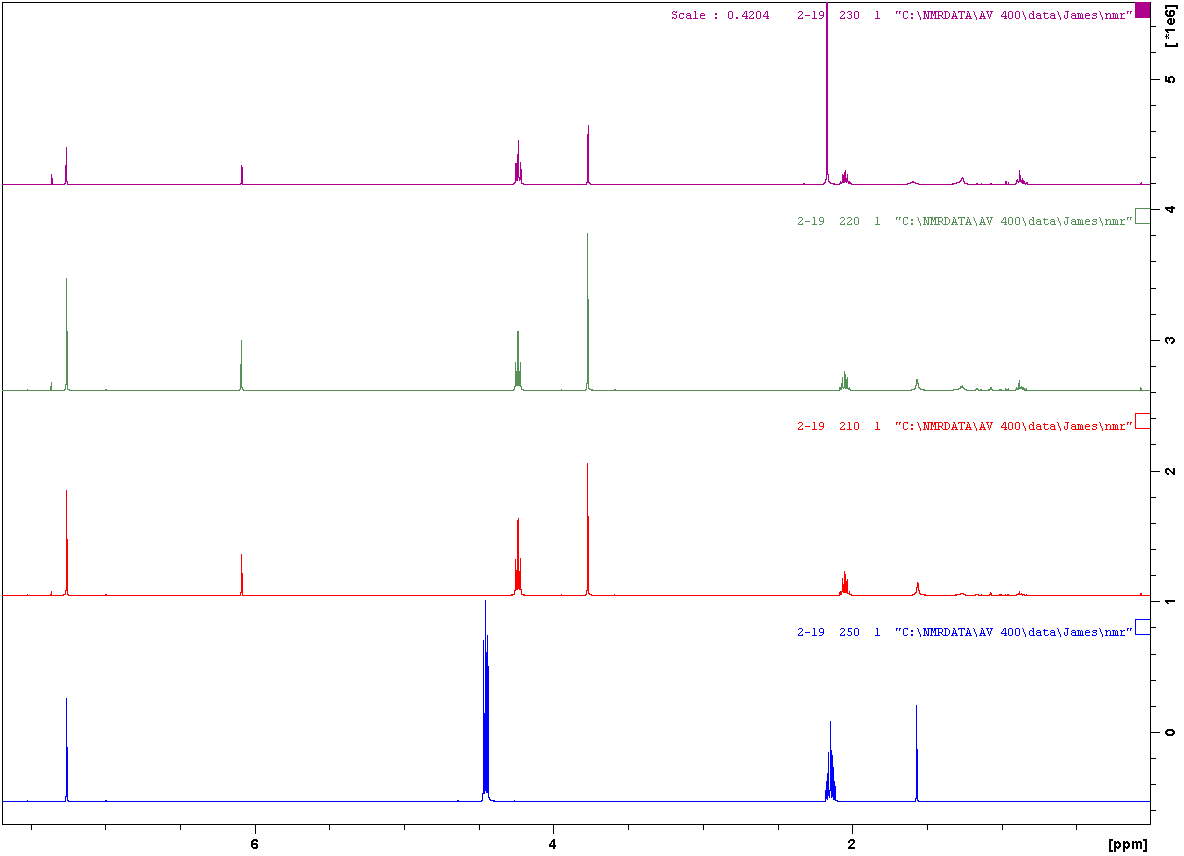 Scale : 0.4204 2-19 230 1 "C:\NMRDATA\AV 400\data\James\nmr"
[*1e6]
5
4
2-19 220 1 "C:\NMRDATA\AV 400\data\James\nmr"
3
2-19 210 1 "C:\NMRDATA\AV 400\data\James\nmr"
2
1
2-19 250 1 "C:\NMRDATA\AV 400\data\James\nmr"
0
6 4 2 [ppm]